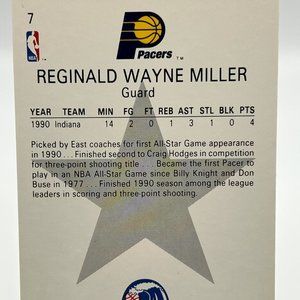 7
NBA
Pacers
TM
REGINALD WAYNE MILLER
Guard
YEAR TEAM MIN FG FT REB AST STL BLK PTS
1990 Indiana 14 2 0 1 3 1 0 4
Picked by East coaches for first All-Star Game appearance
in 1990 . . . Finished second to Craig Hodges in competition
for three-point shooting title . . . Became the first Pacer to
play in an NBA All-Star Game since Billy Knight and Don
Buse in 1977 . . . Finished 1990 season among the league
leaders in scoring and three-point shooting.